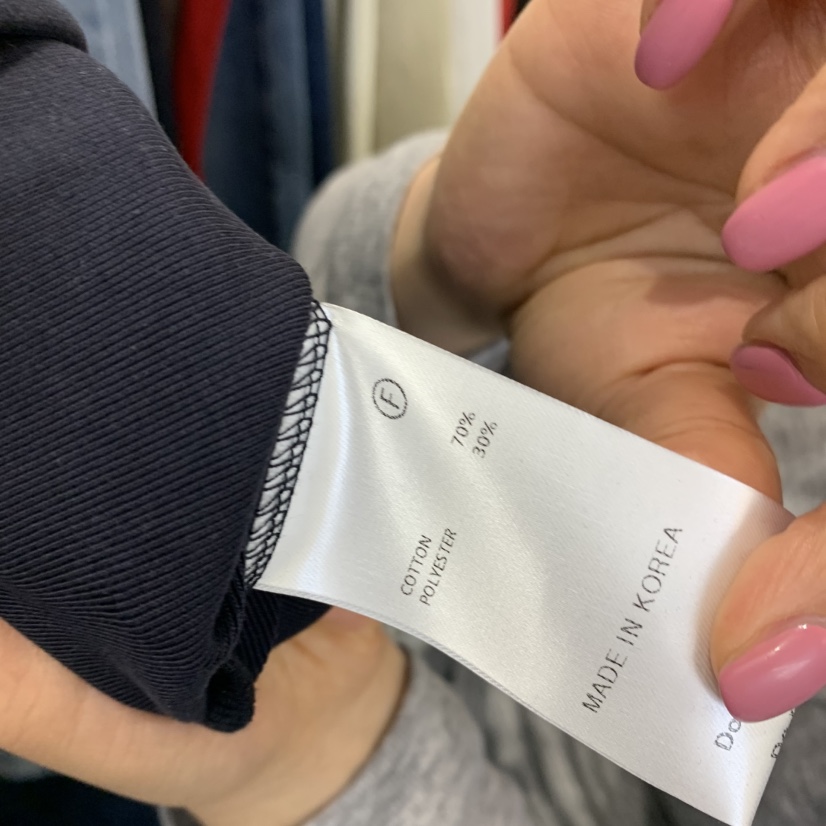 F
COTTON 70%
POLYESTER 30%
MADE IN KOREA